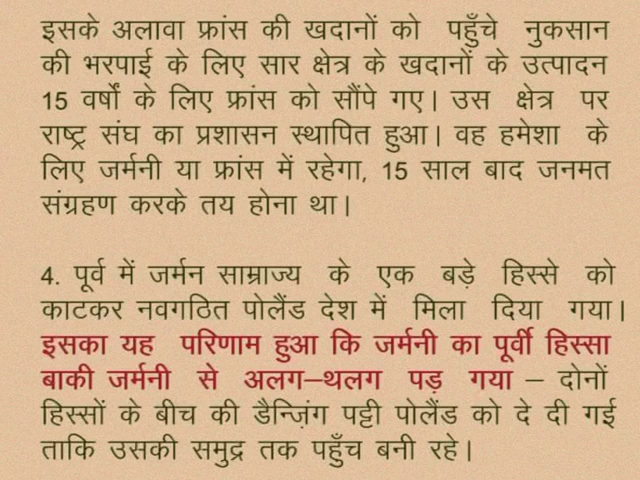 इसके अलावा फ्रांस की खदानों को पहुँचे नुकसान
की भरपाई के लिए सार क्षेत्र के खदानों के उत्पादन
15 वर्षों के लिए फ्रांस को सौंपे गए। उस क्षेत्र पर
राष्ट्र संघ का प्रशासन स्थापित हुआ। वह हमेशा के
लिए जर्मनी या फ्रांस में रहेगा, 15 साल बाद जनमत
संग्रहण करके तय होना था।
4. पूर्व में जर्मन साम्राज्य के एक बड़े हिस्से को
काटकर नवगठित पोलैंड देश में मिला दिया गया।
इसका यह परिणाम हुआ कि जर्मनी का पूर्वी हिस्सा
बाकी जर्मनी से अलग–थलग पड़ गया – दोनों
हिस्सों के बीच की डैन्ज़िंग पट्टी पोलैंड को दे दी गई
ताकि उसकी समुद्र तक पहुँच बनी रहे।